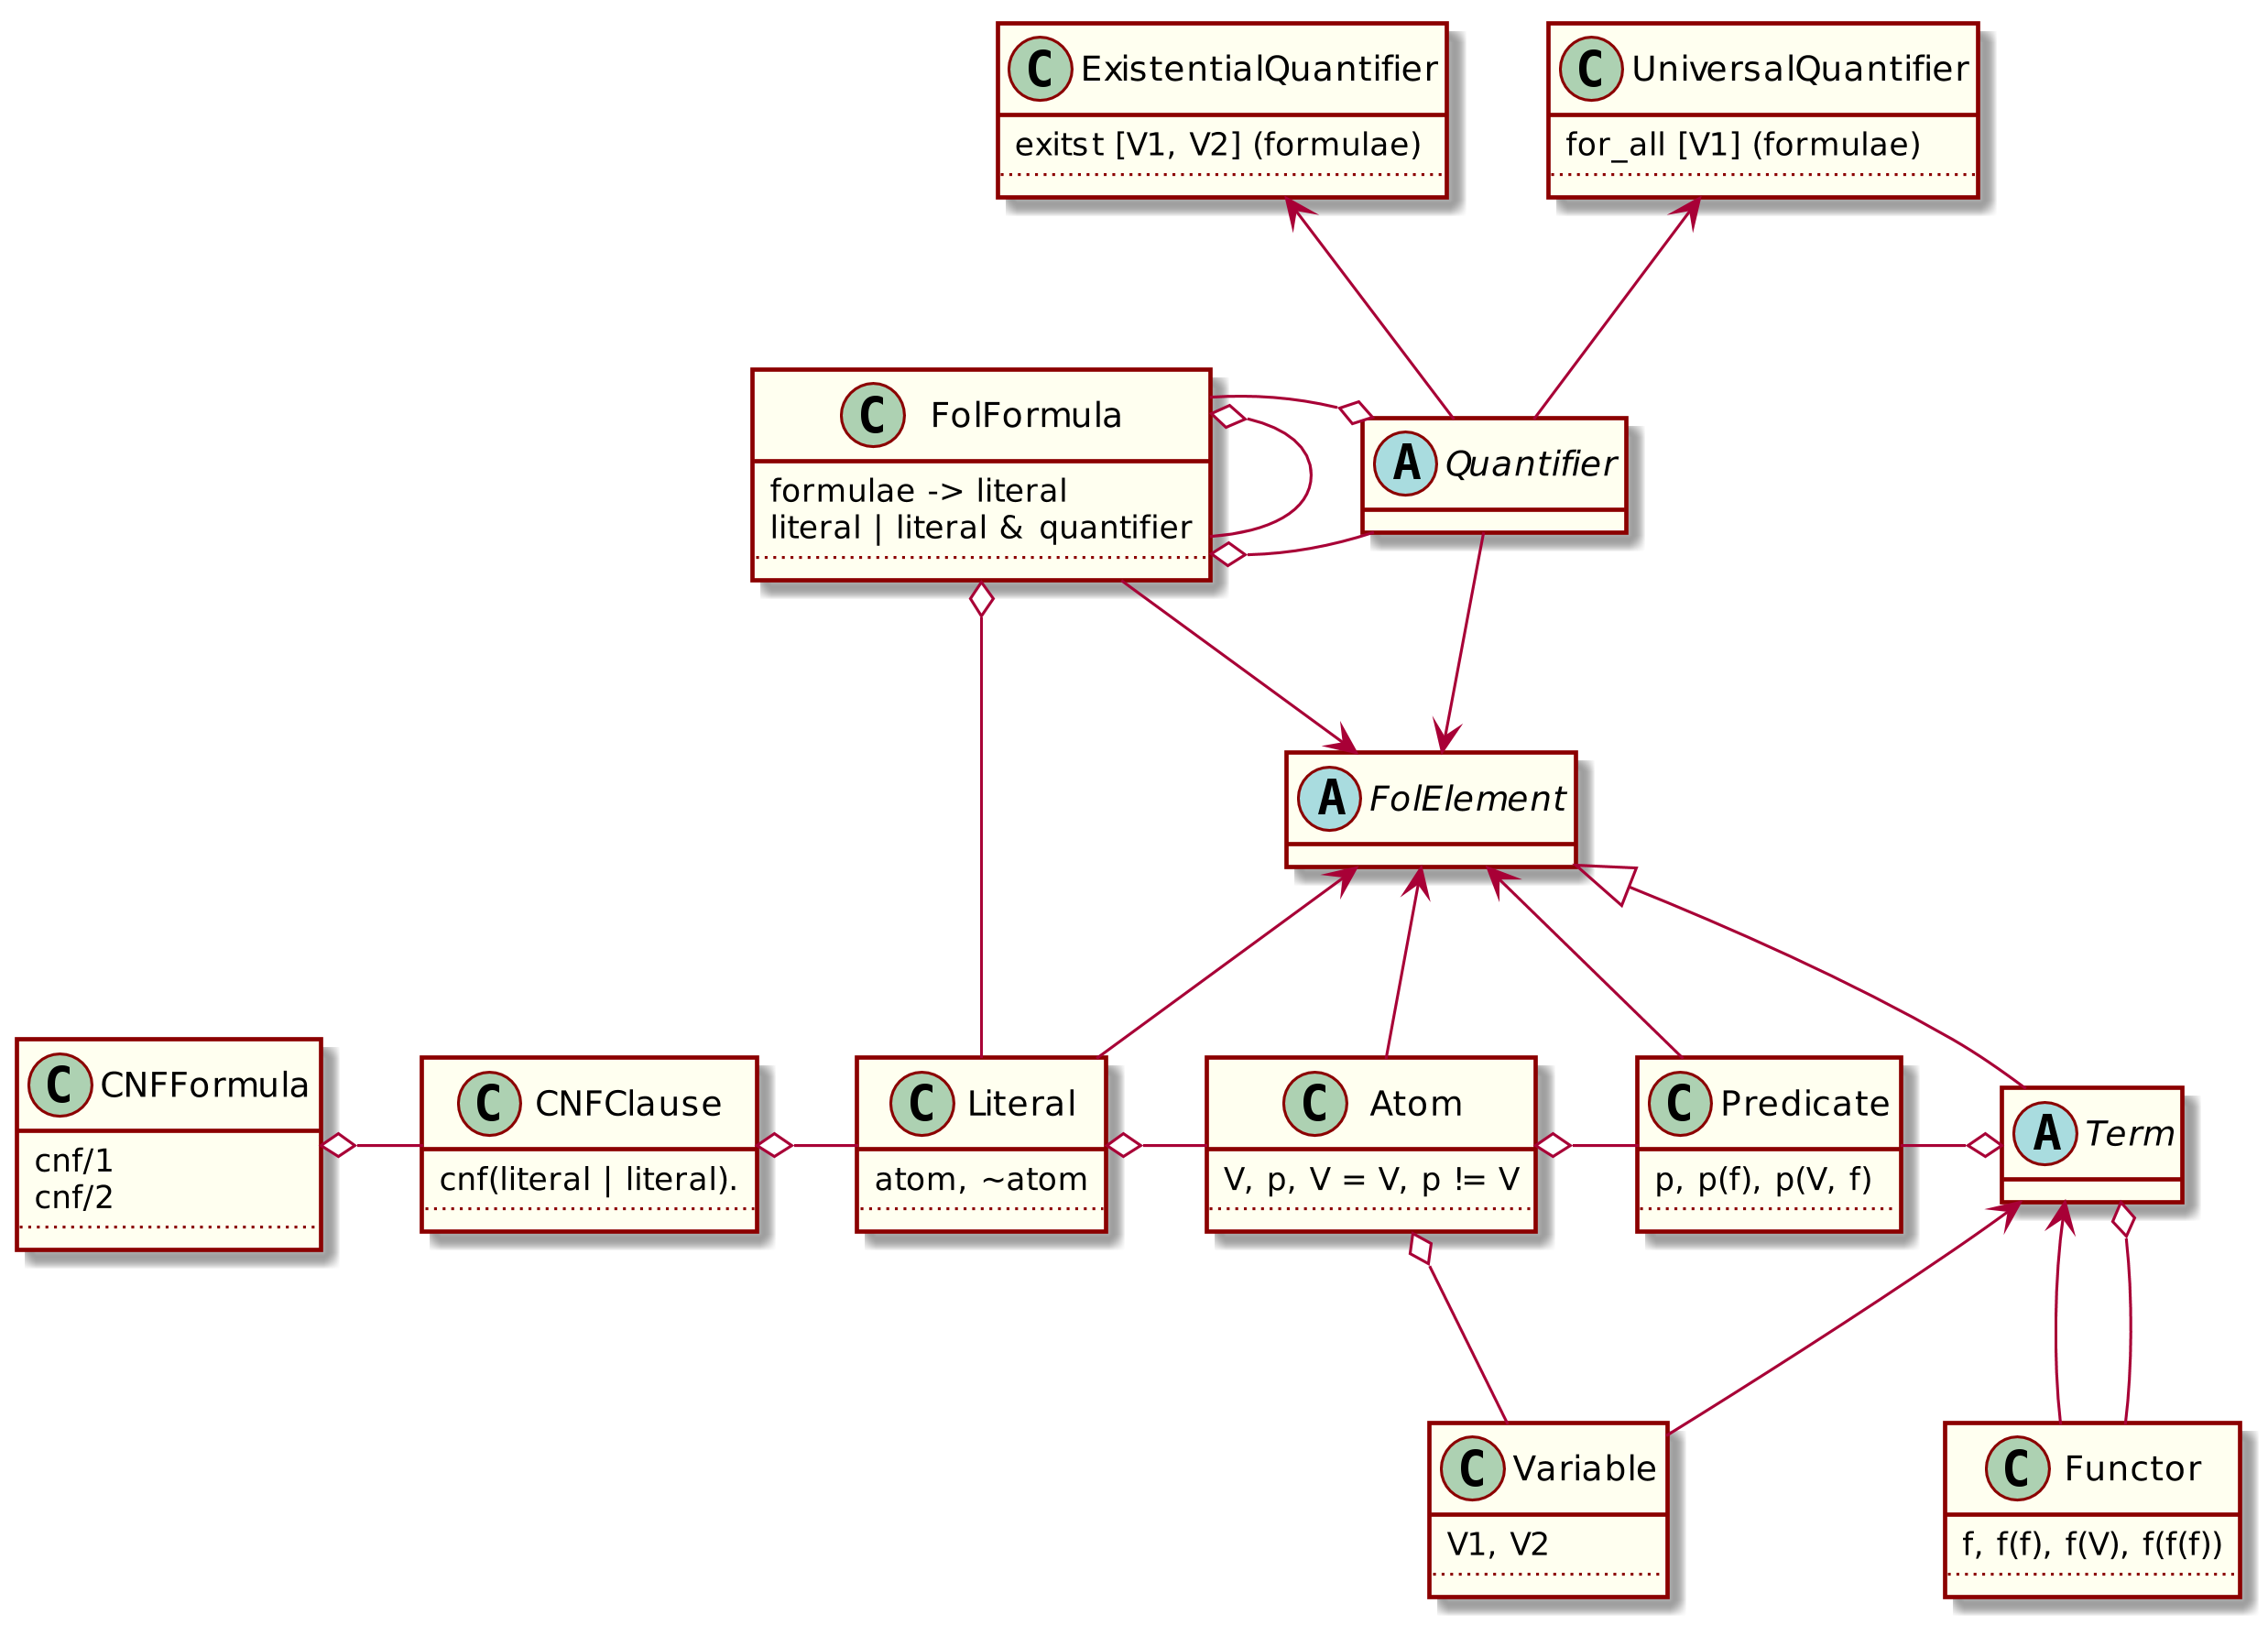 C ExistentialQuantifier
exitst [V1, V2] (formulae)
C UniversalQuantifier
for_all [V1] (formulae)
C FolFormula
formulae -> literal
literal | literal & quantifier
A Quantifier
A FolElement
C CNFFormula
cnf/1
cnf/2
C CNFClause
cnf(literal | literal).
C Literal
atom, ~atom
C Atom
V, p, V = V, p != V
C Predicate
p, p(f), p(V, f)
A Term
C Variable
V1, V2
C Functor
f, f(f), f(V), f(f(f))